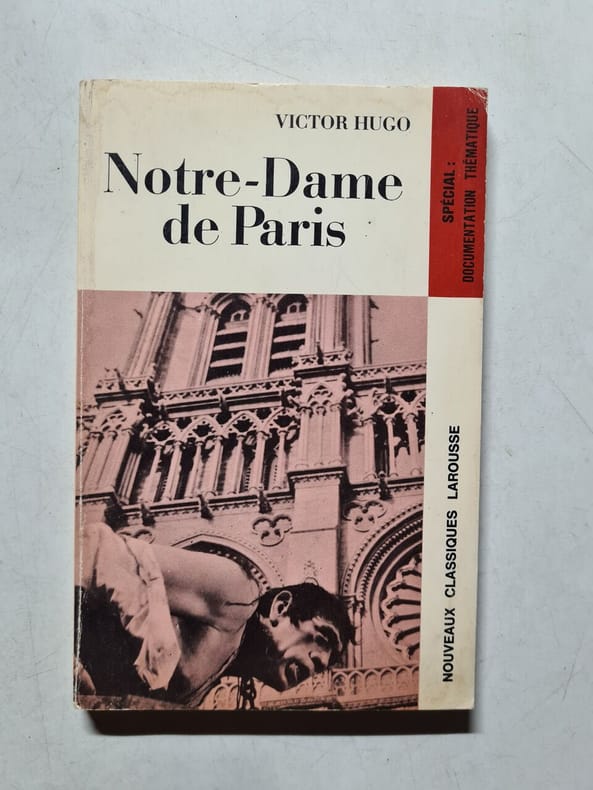 VICTOR HUGO
Notre-Dame
de Paris
SPÉCIAL :
DOCUMENTATION THÉMATIQUE
NOUVEAUX CLASSIQUES LAROUSSE